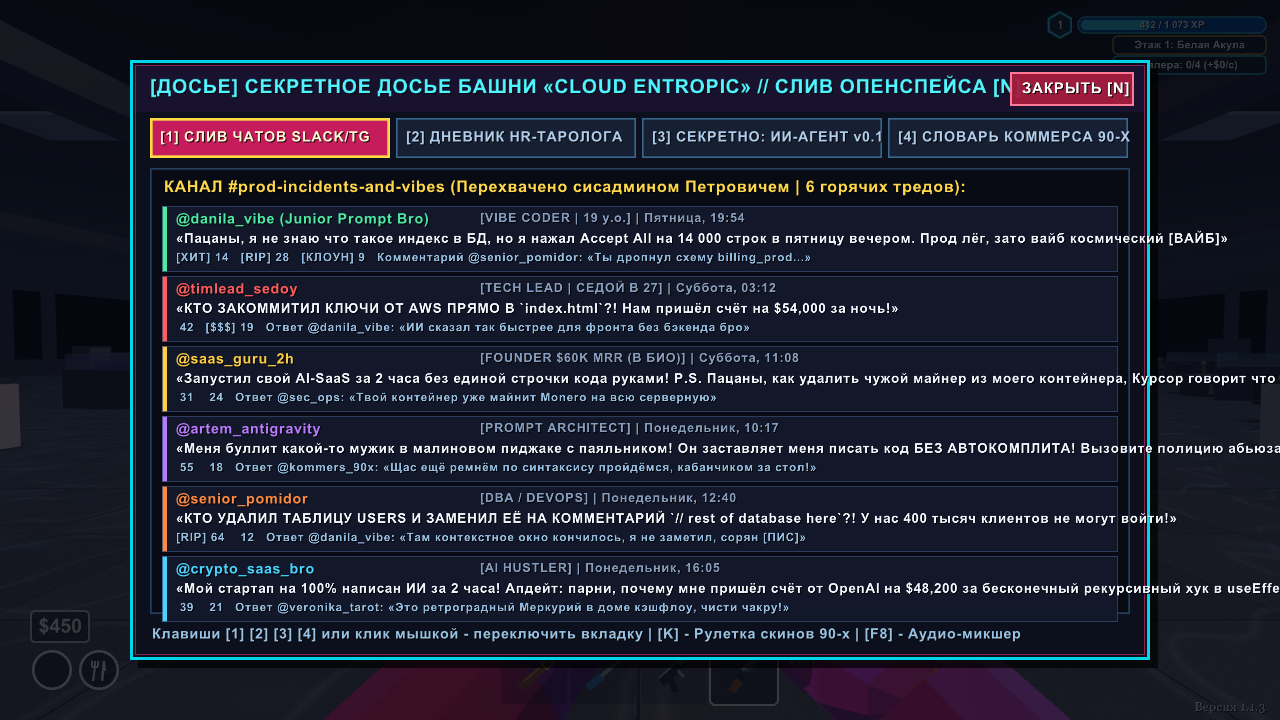 1
412 / 1 073 XP
Этаж 1: Белая Акула
лера: 0/4 (+$0/с)
[ДОСЬЕ] СЕКРЕТНОЕ ДОСЬЕ БАШНИ «CLOUD ENTROPIC» // СЛИВ ОПЕНСПЕЙСА [N
ЗАКРЫТЬ [N]
[1] СЛИВ ЧАТОВ SLACK/TG
[2] ДНЕВНИК HR-ТАРОЛОГА
[3] СЕКРЕТНО: ИИ-АГЕНТ v0.1
[4] СЛОВАРЬ КОММЕРСА 90-Х
КАНАЛ #prod-incidents-and-vibes (Перехвачено сисадмином Петровичем | 6 горячих тредов):
@danila_vibe (Junior Prompt Bro) [VIBE CODER | 19 y.o.] | Пятница, 19:54
«Пацаны, я не знаю что такое индекс в БД, но я нажал Accept All на 14 000 строк в пятницу вечером. Прод лёг, зато вайб космический [ВАЙБ]»
[ХИТ] 14 [RIP] 28 [КЛОУН] 9 Комментарий @senior_pomidor: «Ты дропнул схему billing_prod...»
@timlead_sedoy [TECH LEAD | СЕДОЙ В 27] | Суббота, 03:12
«КТО ЗАКОММИТИЛ КЛЮЧИ ОТ AWS ПРЯМО В `index.html`?! Нам пришёл счёт на $54,000 за ночь!»
42 [$$$] 19 Ответ @danila_vibe: «ИИ сказал так быстрее для фронта без бэкенда бро»
@saas_guru_2h [FOUNDER $60K MRR (В БИО)] | Суббота, 11:08
«Запустил свой AI-SaaS за 2 часа без единой строчки кода руками! P.S. Пацаны, как удалить чужой майнер из моего контейнера, Курсор говорит что
31 24 Ответ @sec_ops: «Твой контейнер уже майнит Monero на всю серверную»
@artem_antigravity [PROMPT ARCHITECT] | Понедельник, 10:17
«Меня буллит какой-то мужик в малиновом пиджаке с паяльником! Он заставляет меня писать код БЕЗ АВТОКОМПЛИТА! Вызовите полицию абьюза
55 18 Ответ @kommers_90x: «Щас ещё ремнём по синтаксису пройдёмся, кабанчиком за стол!»
@senior_pomidor [DBA / DEVOPS] | Понедельник, 12:40
«КТО УДАЛИЛ ТАБЛИЦУ USERS И ЗАМЕНИЛ ЕЁ НА КОММЕНТАРИЙ `// rest of database here`?! У нас 400 тысяч клиентов не могут войти!»
[RIP] 64 12 Ответ @danila_vibe: «Там контекстное окно кончилось, я не заметил, сорян [ПИС]»
@crypto_saas_bro [AI HUSTLER] | Понедельник, 16:05
«Мой стартап на 100% написан ИИ за 2 часа! Апдейт: парни, почему мне пришёл счёт от OpenAI на $48,200 за бесконечный рекурсивный хук в useEffe
39 21 Ответ @veronika_tarot: «Это ретроградный Меркурий в доме кэшфлоу, чисти чакру!»
Клавиши [1] [2] [3] [4] или клик мышкой - переключить вкладку | [K] - Рулетка скинов 90-х | [F8] - Аудио-микшер
$450
Версия 1.1.3